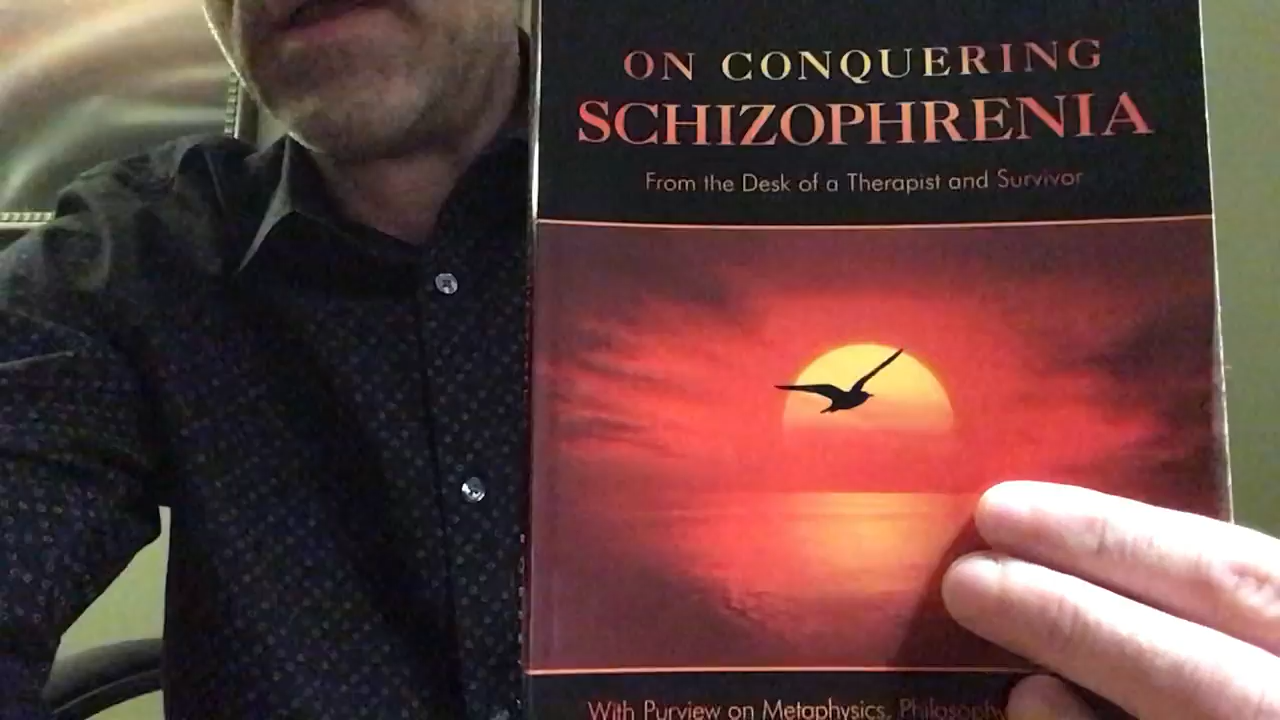 ON CONQUERING
SCHIZOPHRENIA
From the Desk of a Therapist and Survivor
With Purview on Metaphysics,